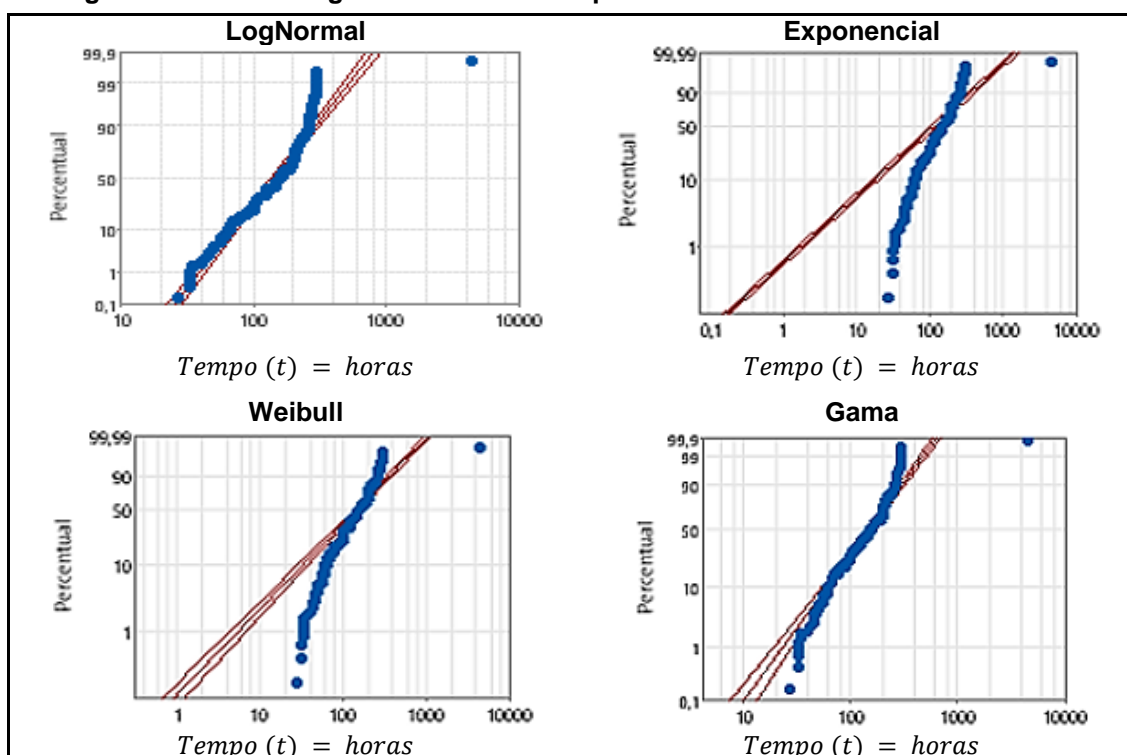 LogNormal
99,9
99
90
50
10
1
0,1
Percentual
10 100 1000 10000
Tempo (t) = horas
Exponencial
99,99
90
50
10
1
Percentual
0,1 1 10 100 1000 10000
Tempo (t) = horas
Weibull
99,99
90
50
10
1
Percentual
1 10 100 1000 10000
Tempo (t) = horas
Gama
99,9
99
90
50
10
1
0,1
Percentual
10 100 1000 10000
Tempo (t) = horas